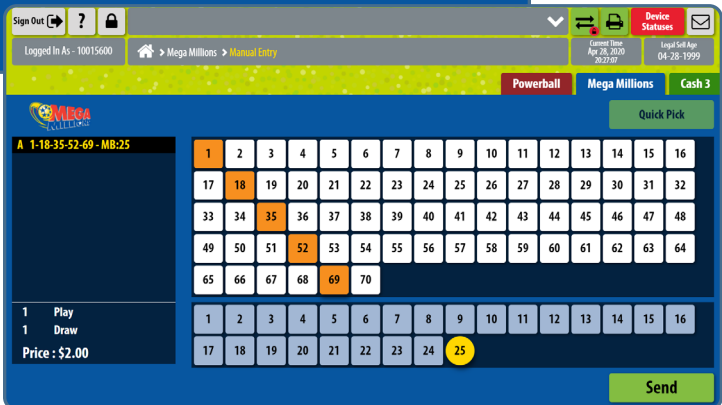 Sign Out ? Device Statuses
Logged In As - 10015600 > Mega Millions > Manual Entry Current Time Apr 28, 2020 20:27:07 Legal Sell Age 04-28-1999
Powerball Mega Millions Cash 3
MEGA MILLIONS Quick Pick
A 1-18-35-52-69 - MB:25
1 2 3 4 5 6 7 8 9 10 11 12 13 14 15 16
17 18 19 20 21 22 23 24 25 26 27 28 29 30 31 32
33 34 35 36 37 38 39 40 41 42 43 44 45 46 47 48
49 50 51 52 53 54 55 56 57 58 59 60 61 62 63 64
65 66 67 68 69 70
1 Play
1 Draw
Price : $2.00
1 2 3 4 5 6 7 8 9 10 11 12 13 14 15 16
17 18 19 20 21 22 23 24 25
Send